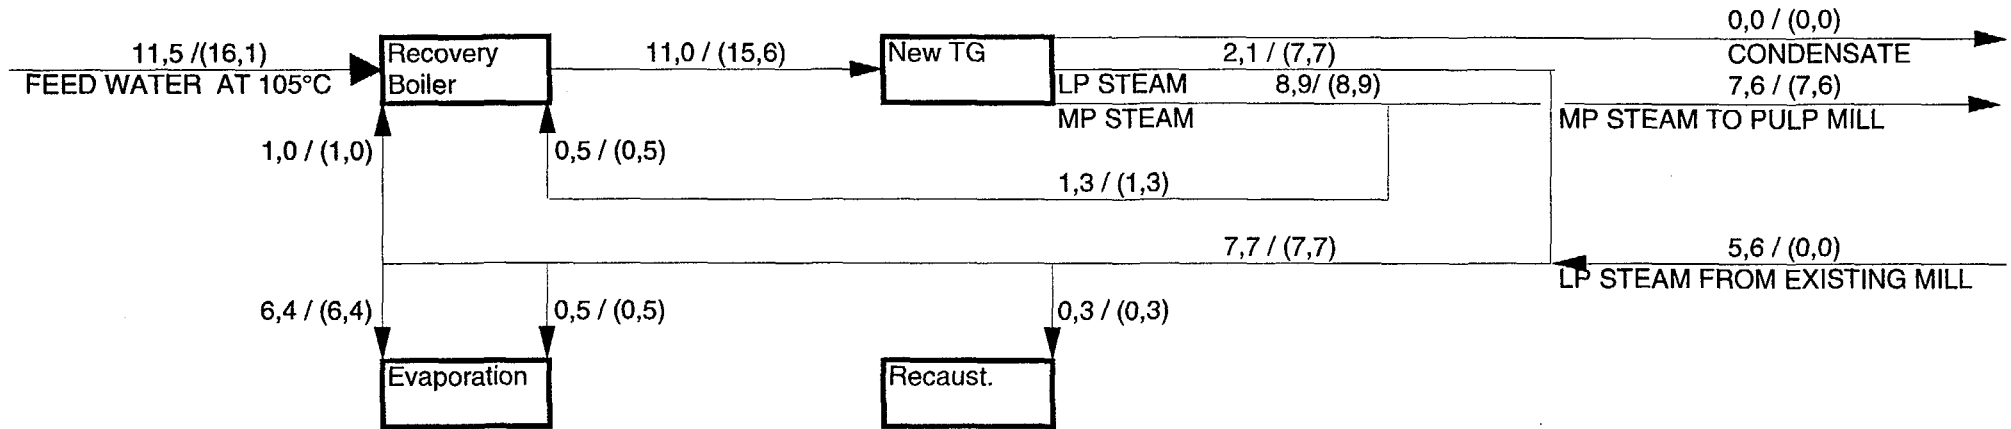 0,0 / (0,0)
11,5 /(16,1)
Recovery
Boiler
11,0 / (15,6)
New TG
2,1 / (7,7)
CONDENSATE
FEED WATER AT 105°C
LP STEAM
8,9/ (8,9)
7,6 / (7,6)
MP STEAM
MP STEAM TO PULP MILL
1,0 / (1,0)
0,5 / (0,5)
1,3 / (1,3)
7,7 / (7,7)
5,6 / (0,0)
LP STEAM FROM EXISTING MILL
6,4 / (6,4)
0,5 / (0,5)
0,3 / (0,3)
Evaporation
Recaust.